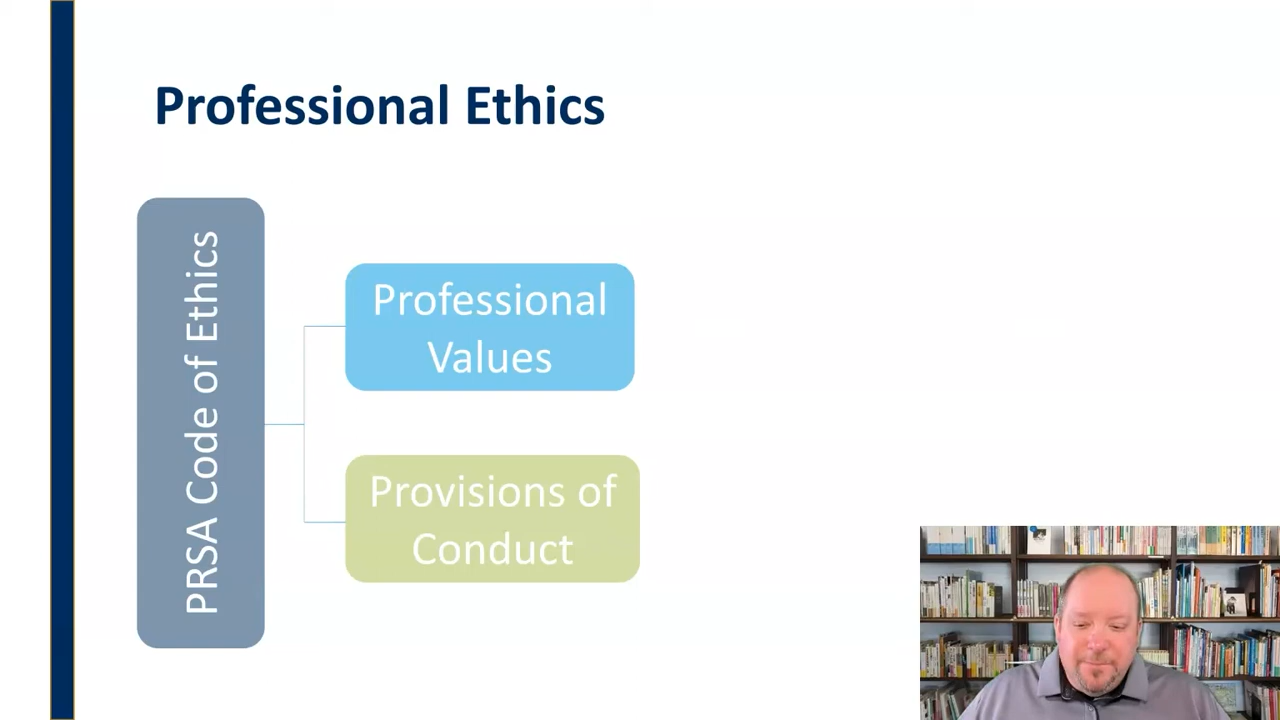 Professional Ethics
PRSA Code of Ethics
Professional
Values
Provisions of
Conduct